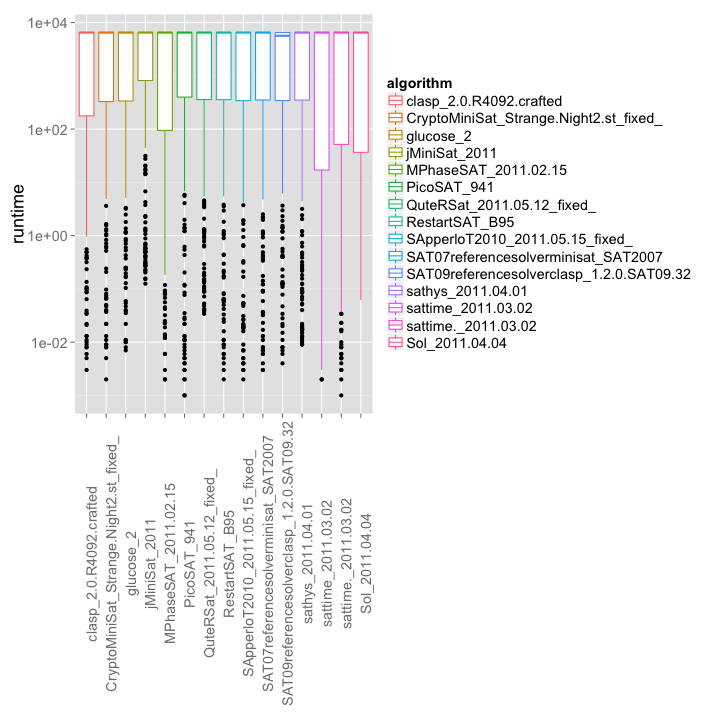 1e+04
1e+02
1e+00
1e-02
runtime
clasp_2.0.R4092.crafted
CryptoMiniSat_Strange.Night2.st_fixed_
glucose_2
jMiniSat_2011
MPhaseSAT_2011.02.15
PicoSAT_941
QuteRSat_2011.05.12_fixed_
RestartSAT_B95
SApperloT2010_2011.05.15_fixed_
SAT07referencesolverminisat_SAT2007
SAT09referencesolverclasp_1.2.0.SAT09.32
sathys_2011.04.01
sattime_2011.03.02
sattime._2011.03.02
Sol_2011.04.04
algorithm
clasp_2.0.R4092.crafted
CryptoMiniSat_Strange.Night2.st_fixed_
glucose_2
jMiniSat_2011
MPhaseSAT_2011.02.15
PicoSAT_941
QuteRSat_2011.05.12_fixed_
RestartSAT_B95
SApperloT2010_2011.05.15_fixed_
SAT07referencesolverminisat_SAT2007
SAT09referencesolverclasp_1.2.0.SAT09.32
sathys_2011.04.01
sattime_2011.03.02
sattime._2011.03.02
Sol_2011.04.04